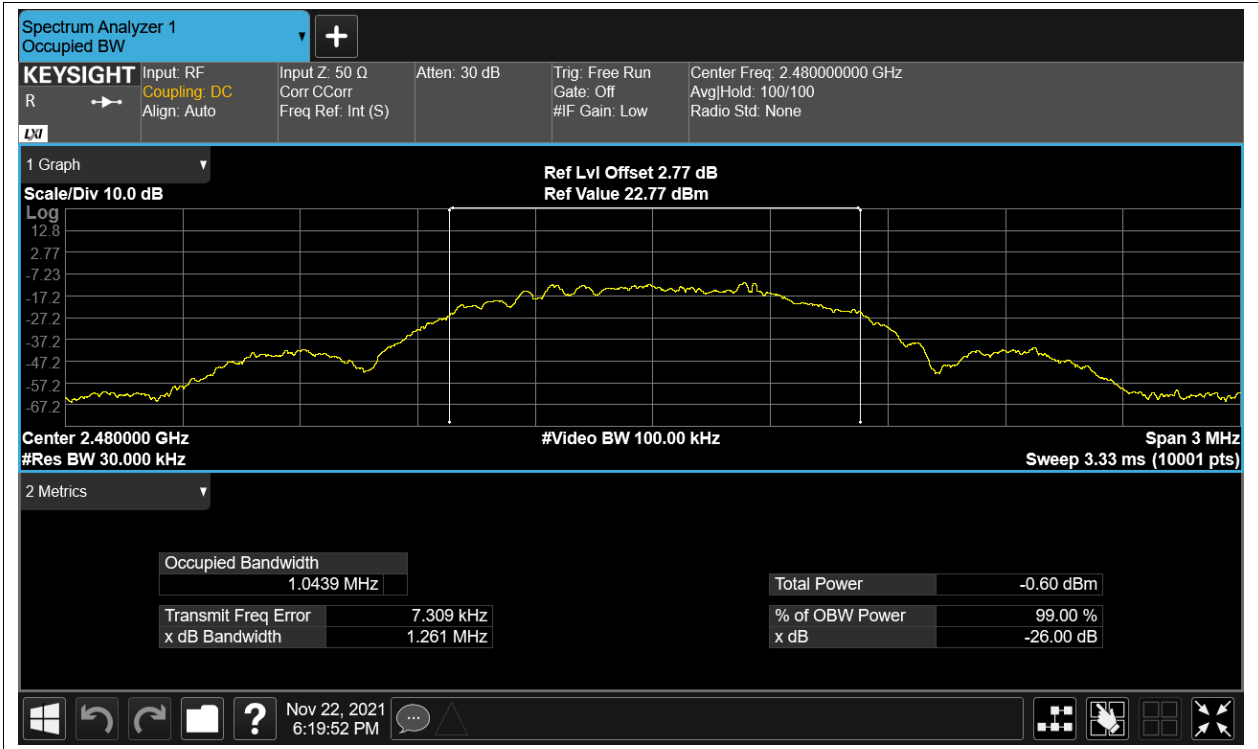 Spectrum Analyzer 1
Occupied BW
KEYSIGHT
R
LXI
Input: RF
Coupling: DC
Align: Auto
Input Z: 50 Ω
Corr CCorr
Freq Ref: Int (S)
Atten: 30 dB
Trig: Free Run
Gate: Off
#IF Gain: Low
Center Freq: 2.480000000 GHz
Avg|Hold: 100/100
Radio Std: None
1 Graph
Scale/Div 10.0 dB
Ref Lvl Offset 2.77 dB
Ref Value 22.77 dBm
Log
12.8
2.77
-7.23
-17.2
-27.2
-37.2
-47.2
-57.2
-67.2
Center 2.480000 GHz
#Res BW 30.000 kHz
#Video BW 100.00 kHz
Span 3 MHz
Sweep 3.33 ms (10001 pts)
2 Metrics
Occupied Bandwidth
1.0439 MHz
Transmit Freq Error 7.309 kHz
x dB Bandwidth 1.261 MHz
Total Power -0.60 dBm
% of OBW Power 99.00 %
x dB -26.00 dB
?
Nov 22, 2021
6:19:52 PM